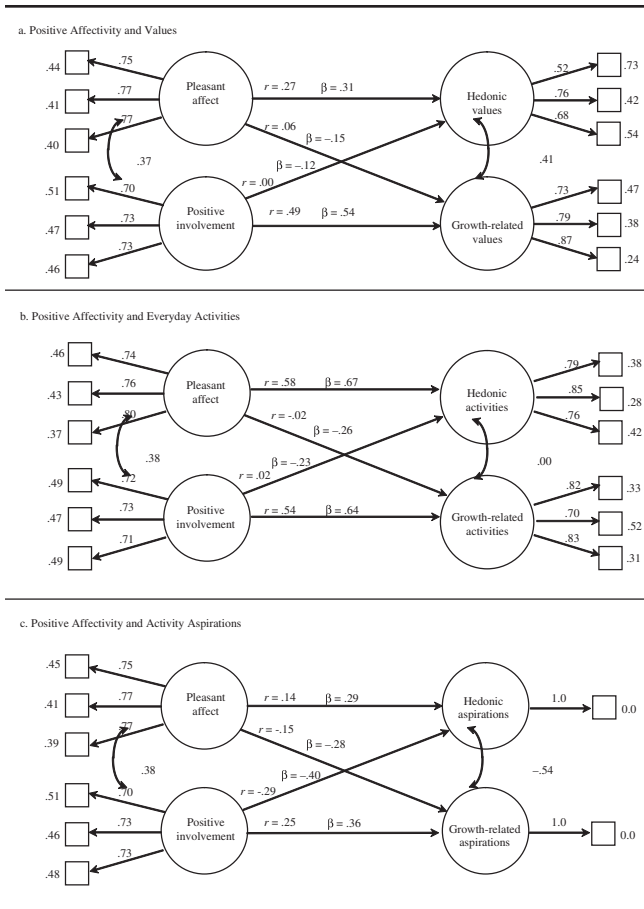 a. Positive Affectivity and Values
.44 .75 Pleasant affect r = .27 β = .31 Hedonic values .52 .73
.41 .77 .76 .42
.40 .77 r = .06 β = –.15 .68 .54
.37 β = –.12 .41
.51 .70 Positive involvement r = .00 Growth-related values .73 .47
.47 .73 r = .49 β = .54 .79 .38
.46 .73 .87 .24
b. Positive Affectivity and Everyday Activities
.46 .74 Pleasant affect r = .58 β = .67 Hedonic activities .79 .38
.43 .76 .85 .28
.37 .80 r = -.02 β = –.26 .76 .42
.38 β = –.23 .00
.49 .72 Positive involvement r = .02 Growth-related activities .82 .33
.47 .73 r = .54 β = .64 .70 .52
.49 .71 .83 .31
c. Positive Affectivity and Activity Aspirations
.45 .75 Pleasant affect r = .14 β = .29 Hedonic aspirations 1.0 0.0
.41 .77
.39 .77 r = -.15 β = –.28
.38 β = –.40 –.54
.51 .70 Positive involvement r = -.29 Growth-related aspirations 1.0 0.0
.46 .73 r = .25 β = .36
.48 .73